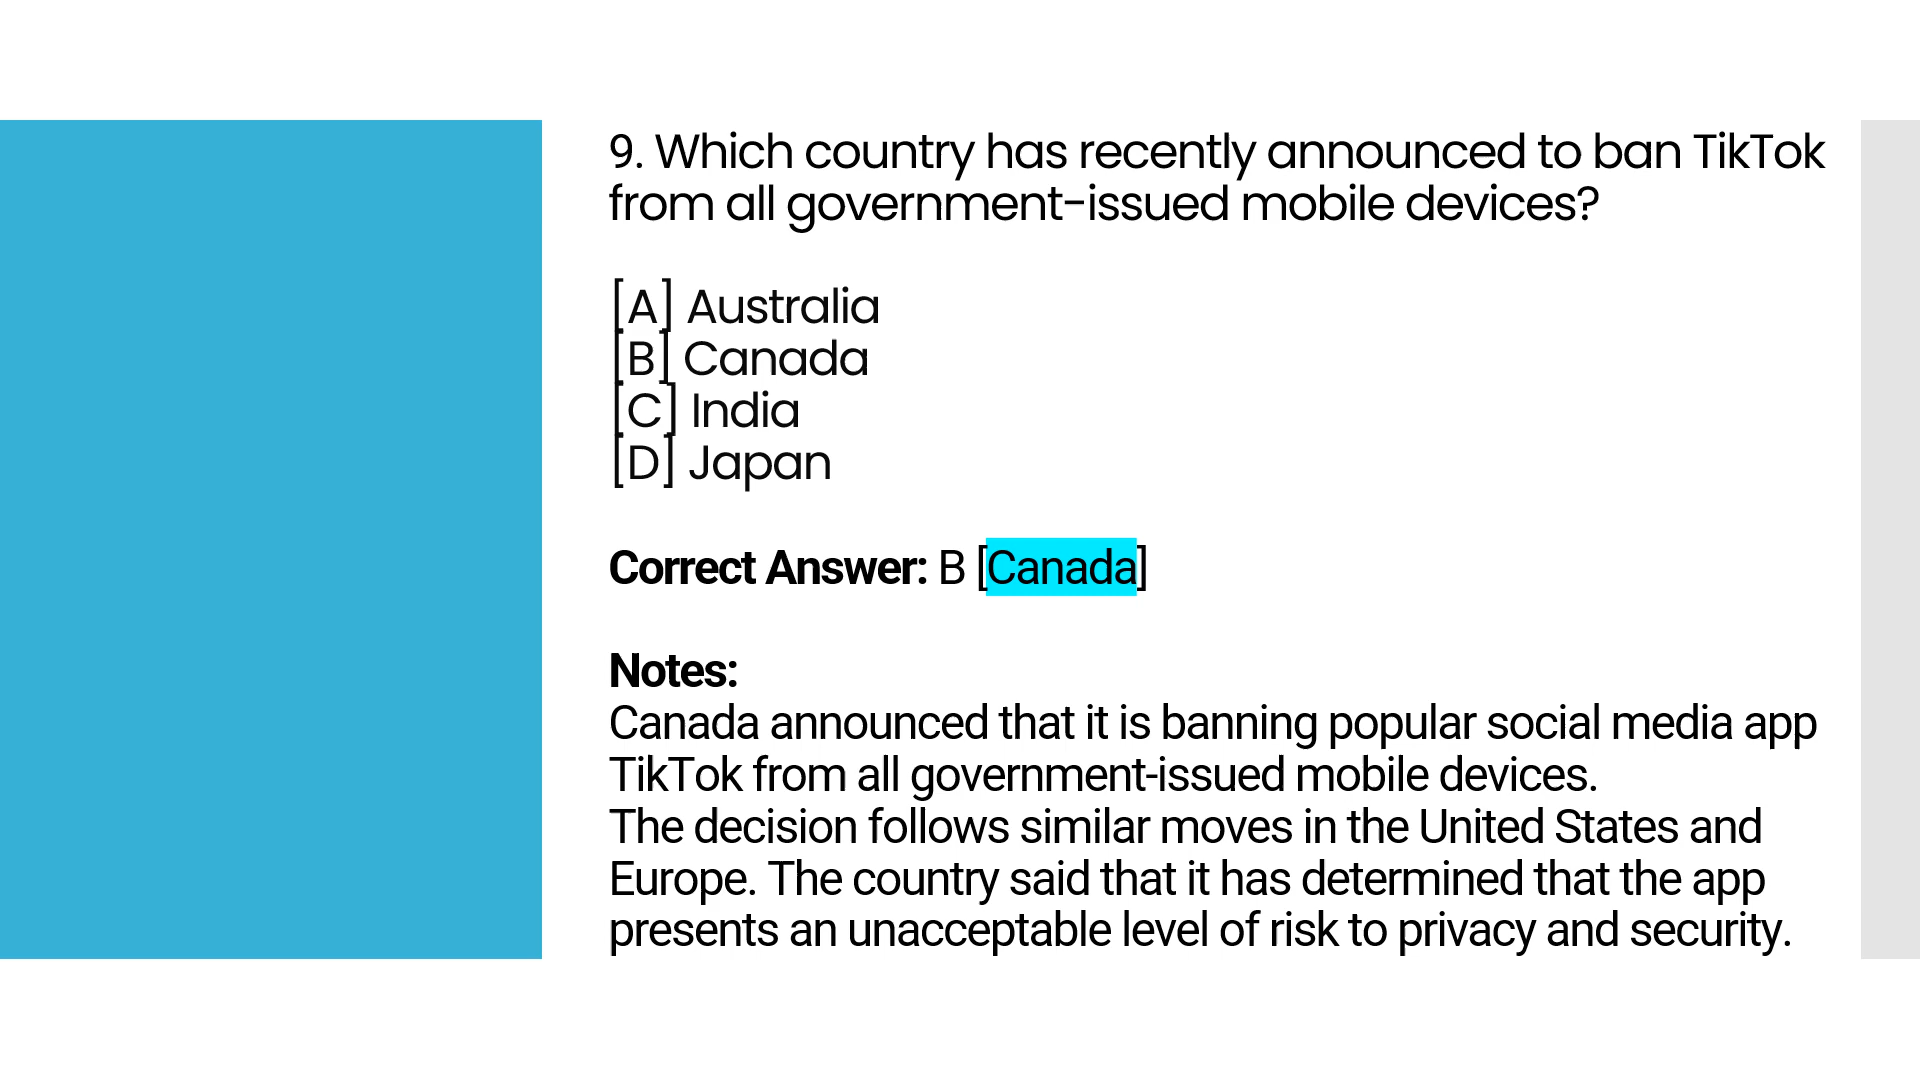 9. Which country has recently announced to ban TikTok
from all government-issued mobile devices?
[A] Australia
[B] Canada
[C] India
[D] Japan
Correct Answer: B [Canada]
Notes:
Canada announced that it is banning popular social media app
TikTok from all government-issued mobile devices.
The decision follows similar moves in the United States and
Europe. The country said that it has determined that the app
presents an unacceptable level of risk to privacy and security.